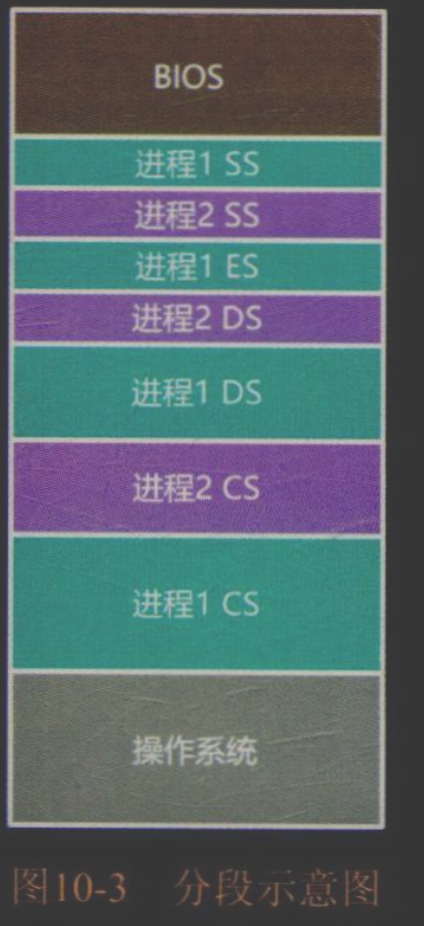 BIOS
进程1 SS
进程2 SS
进程1 ES
进程2 DS
进程1 DS
进程2 CS
进程1 CS
操作系统
图10-3 分段示意图